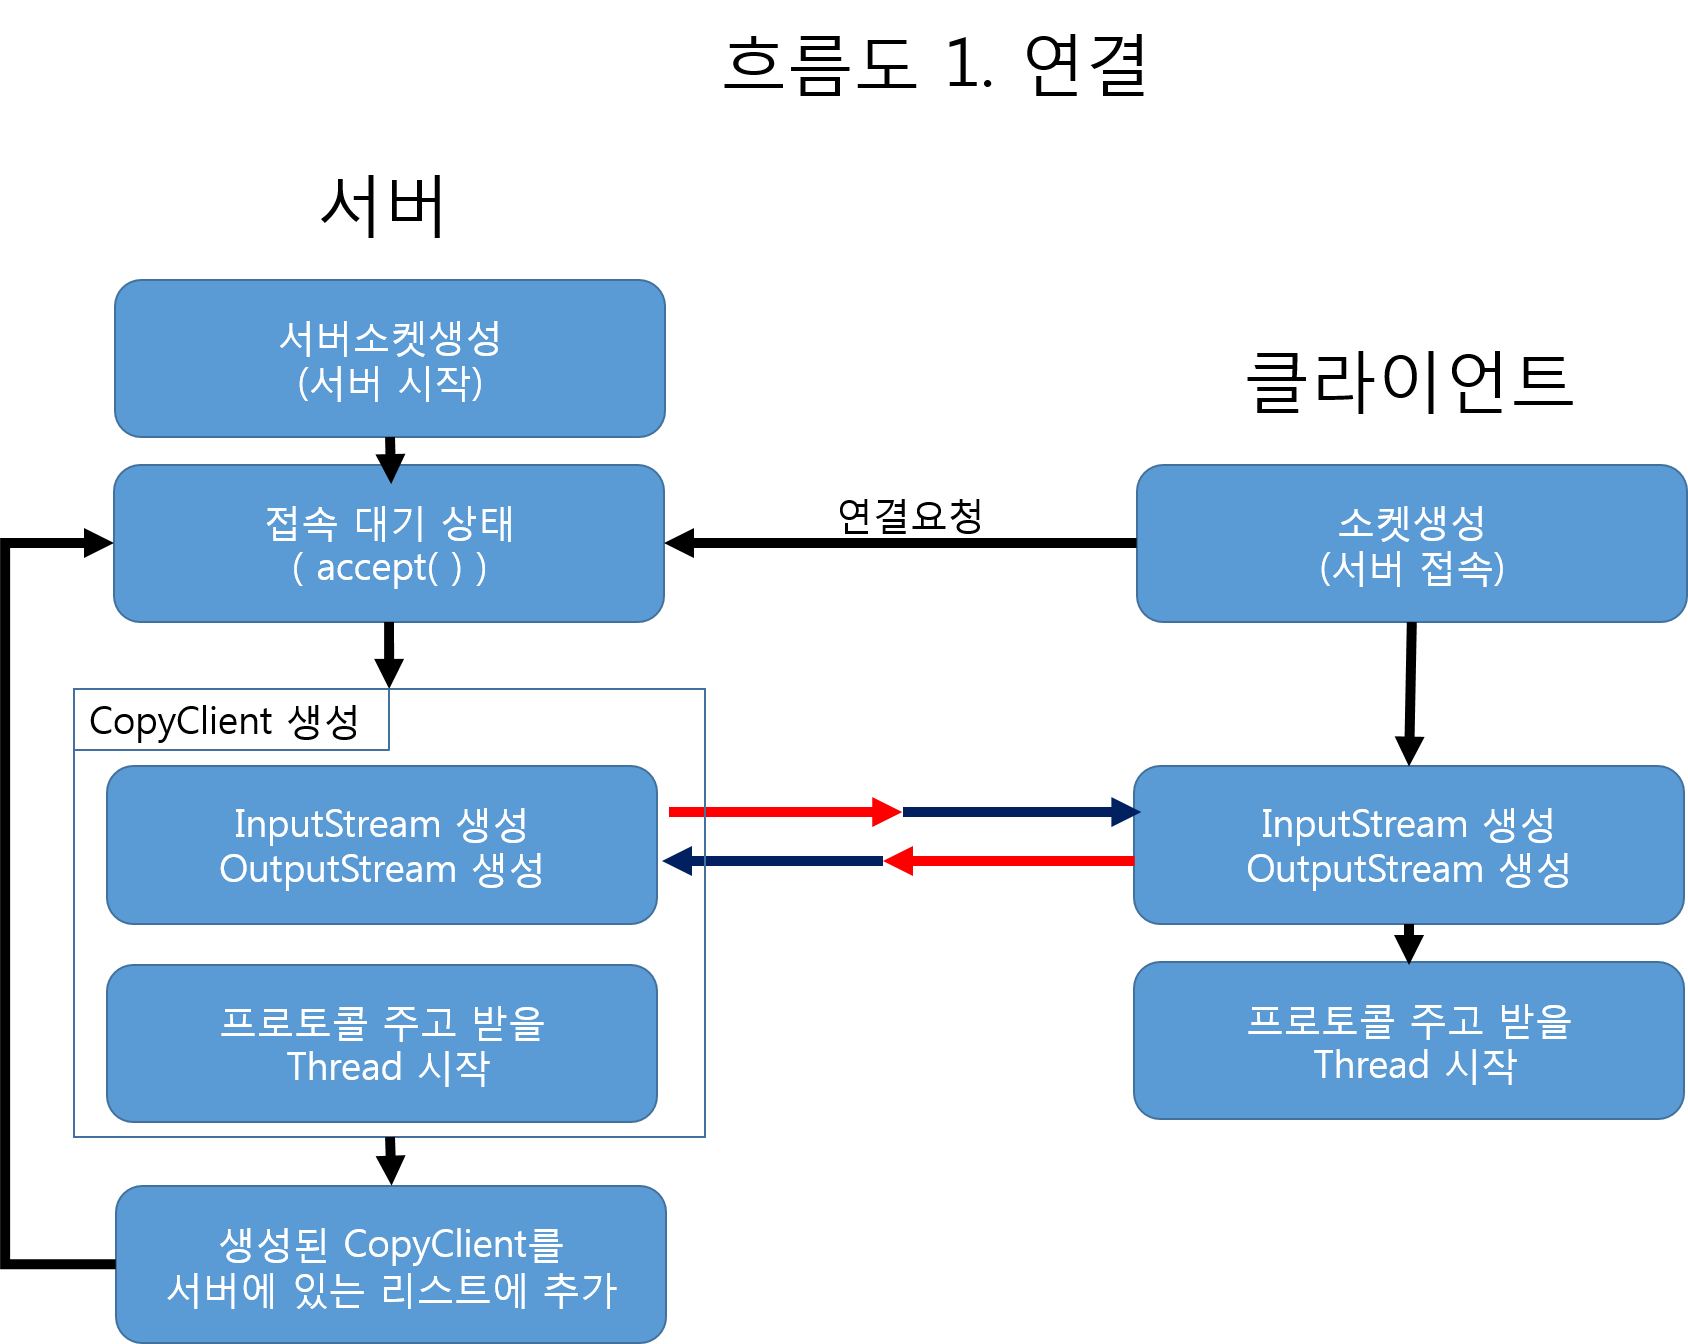 흐름도 1. 연결
서버
서버소켓생성
(서버 시작)
클라이언트
접속 대기 상태
( accept( ) )
연결요청
소켓생성
(서버 접속)
CopyClient 생성
InputStream 생성
OutputStream 생성
InputStream 생성
OutputStream 생성
프로토콜 주고 받을
Thread 시작
프로토콜 주고 받을
Thread 시작
생성된 CopyClient를
서버에 있는 리스트에 추가